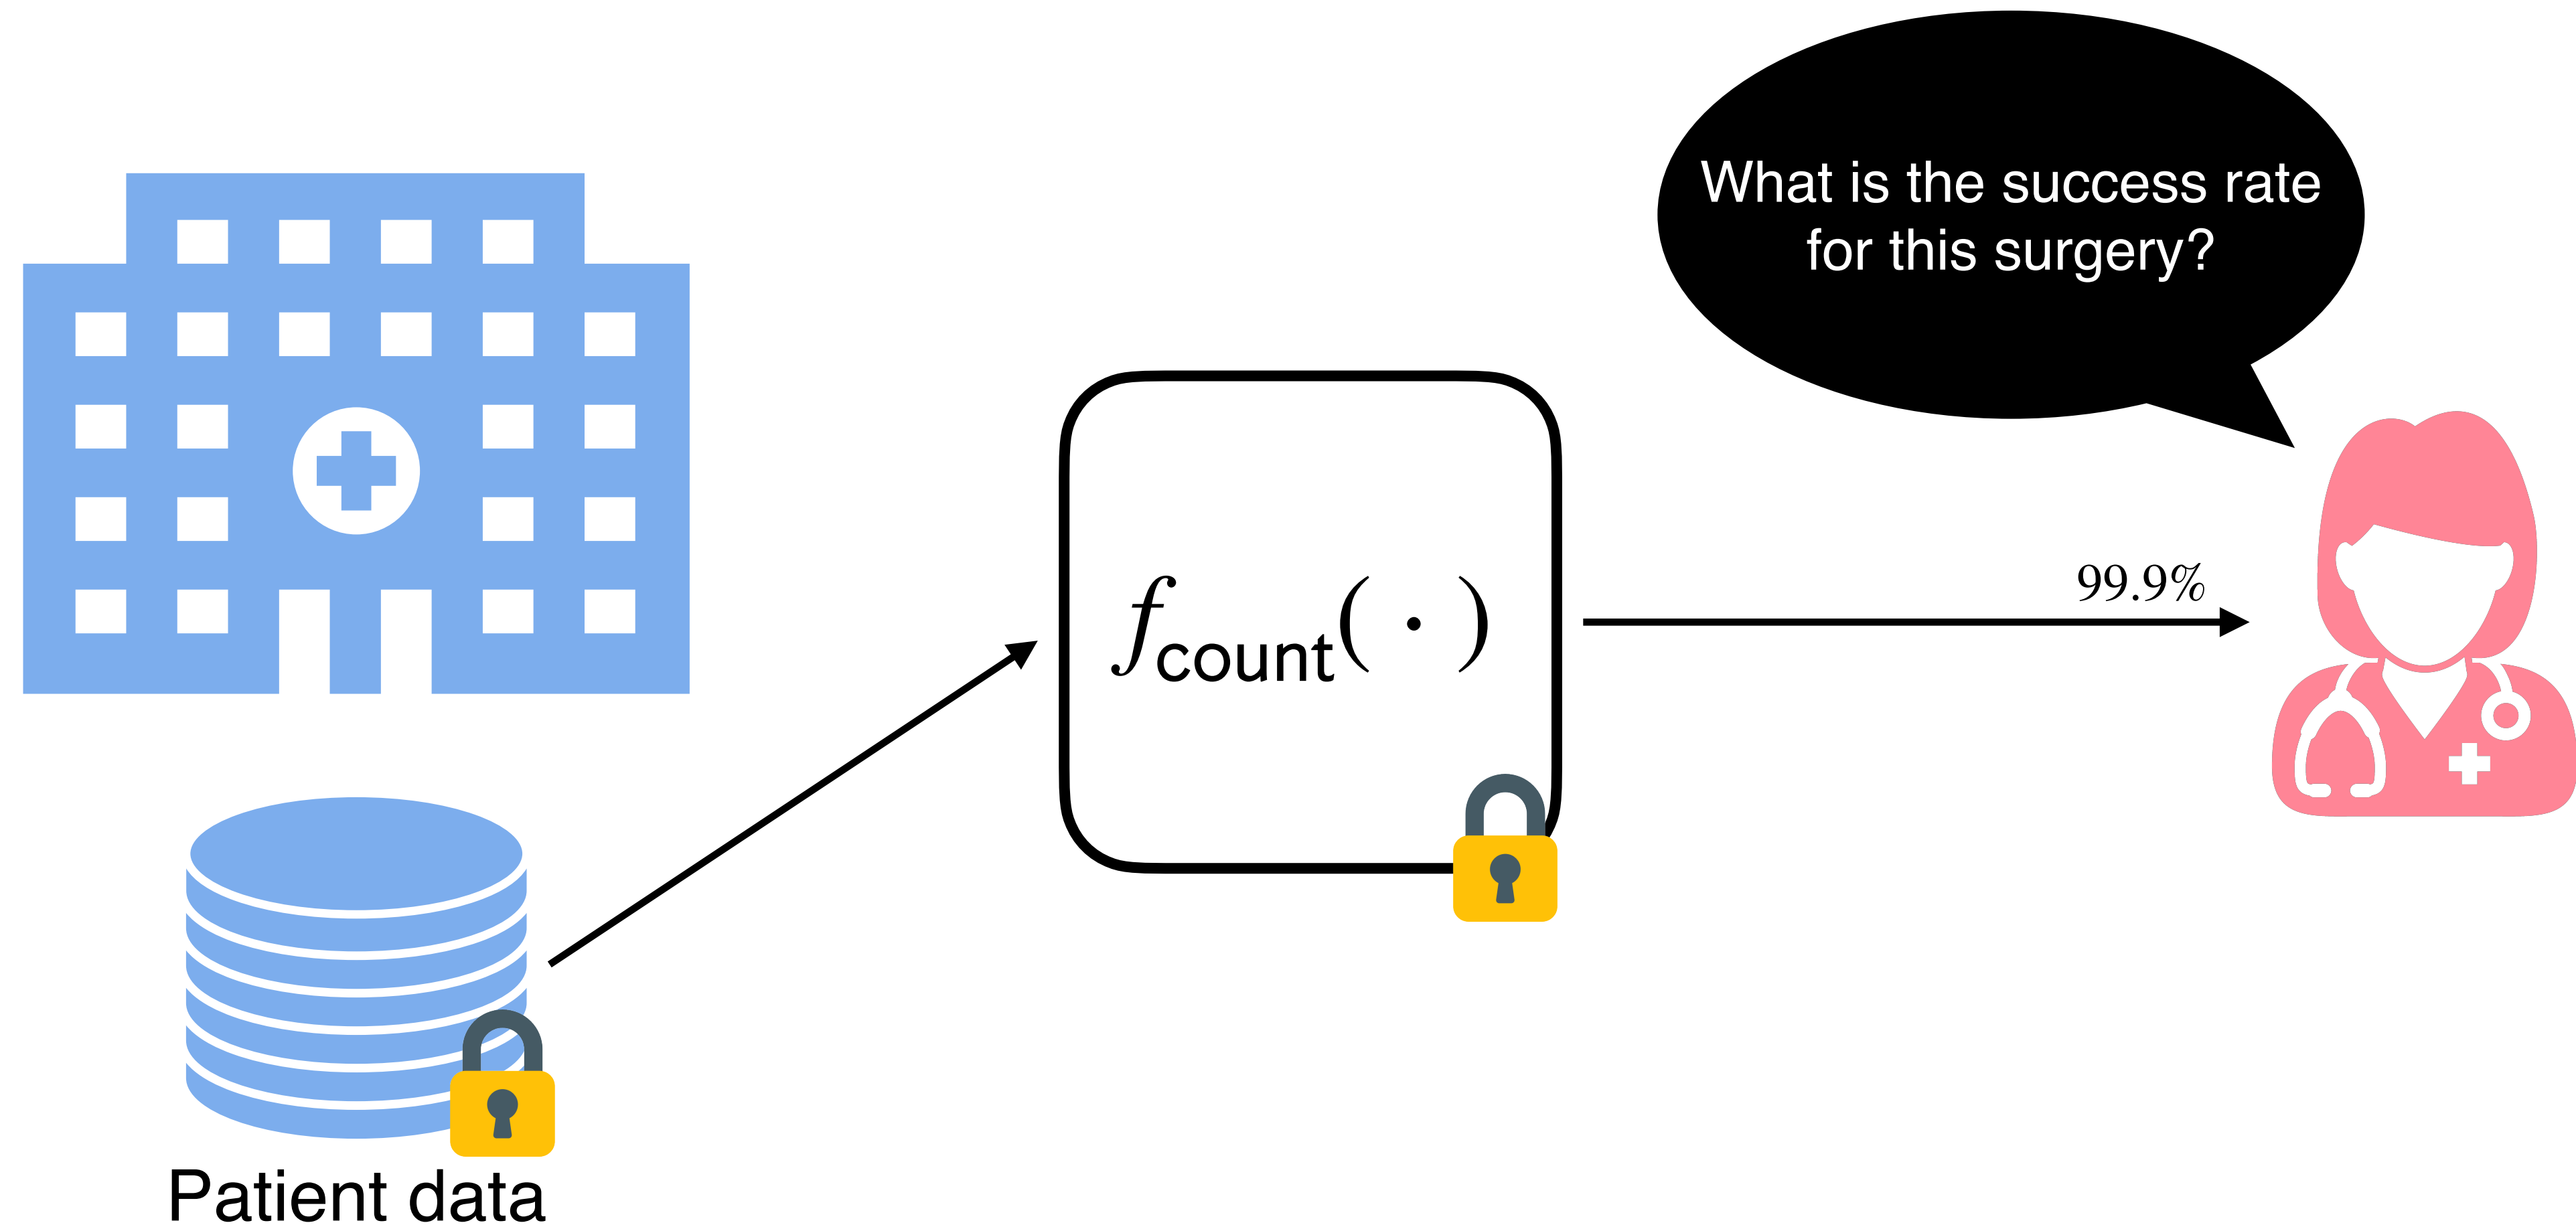 What is the success rate
for this surgery?
f_count( · )
99.9%
Patient data